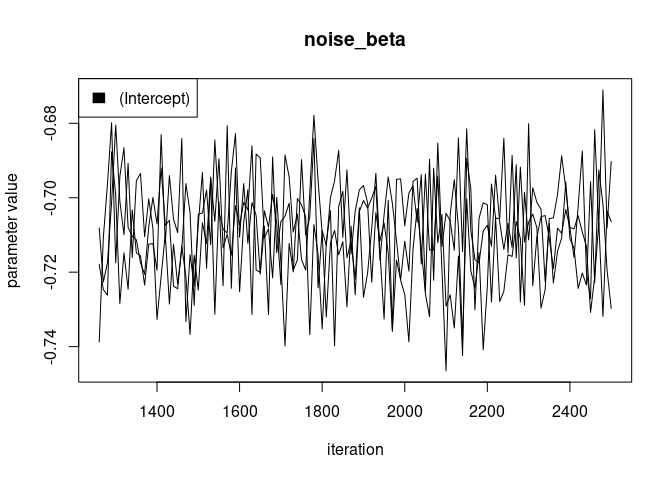 noise_beta
(Intercept)
parameter value
-0.68
-0.70
-0.72
-0.74
1400
1600
1800
2000
2200
2400
iteration